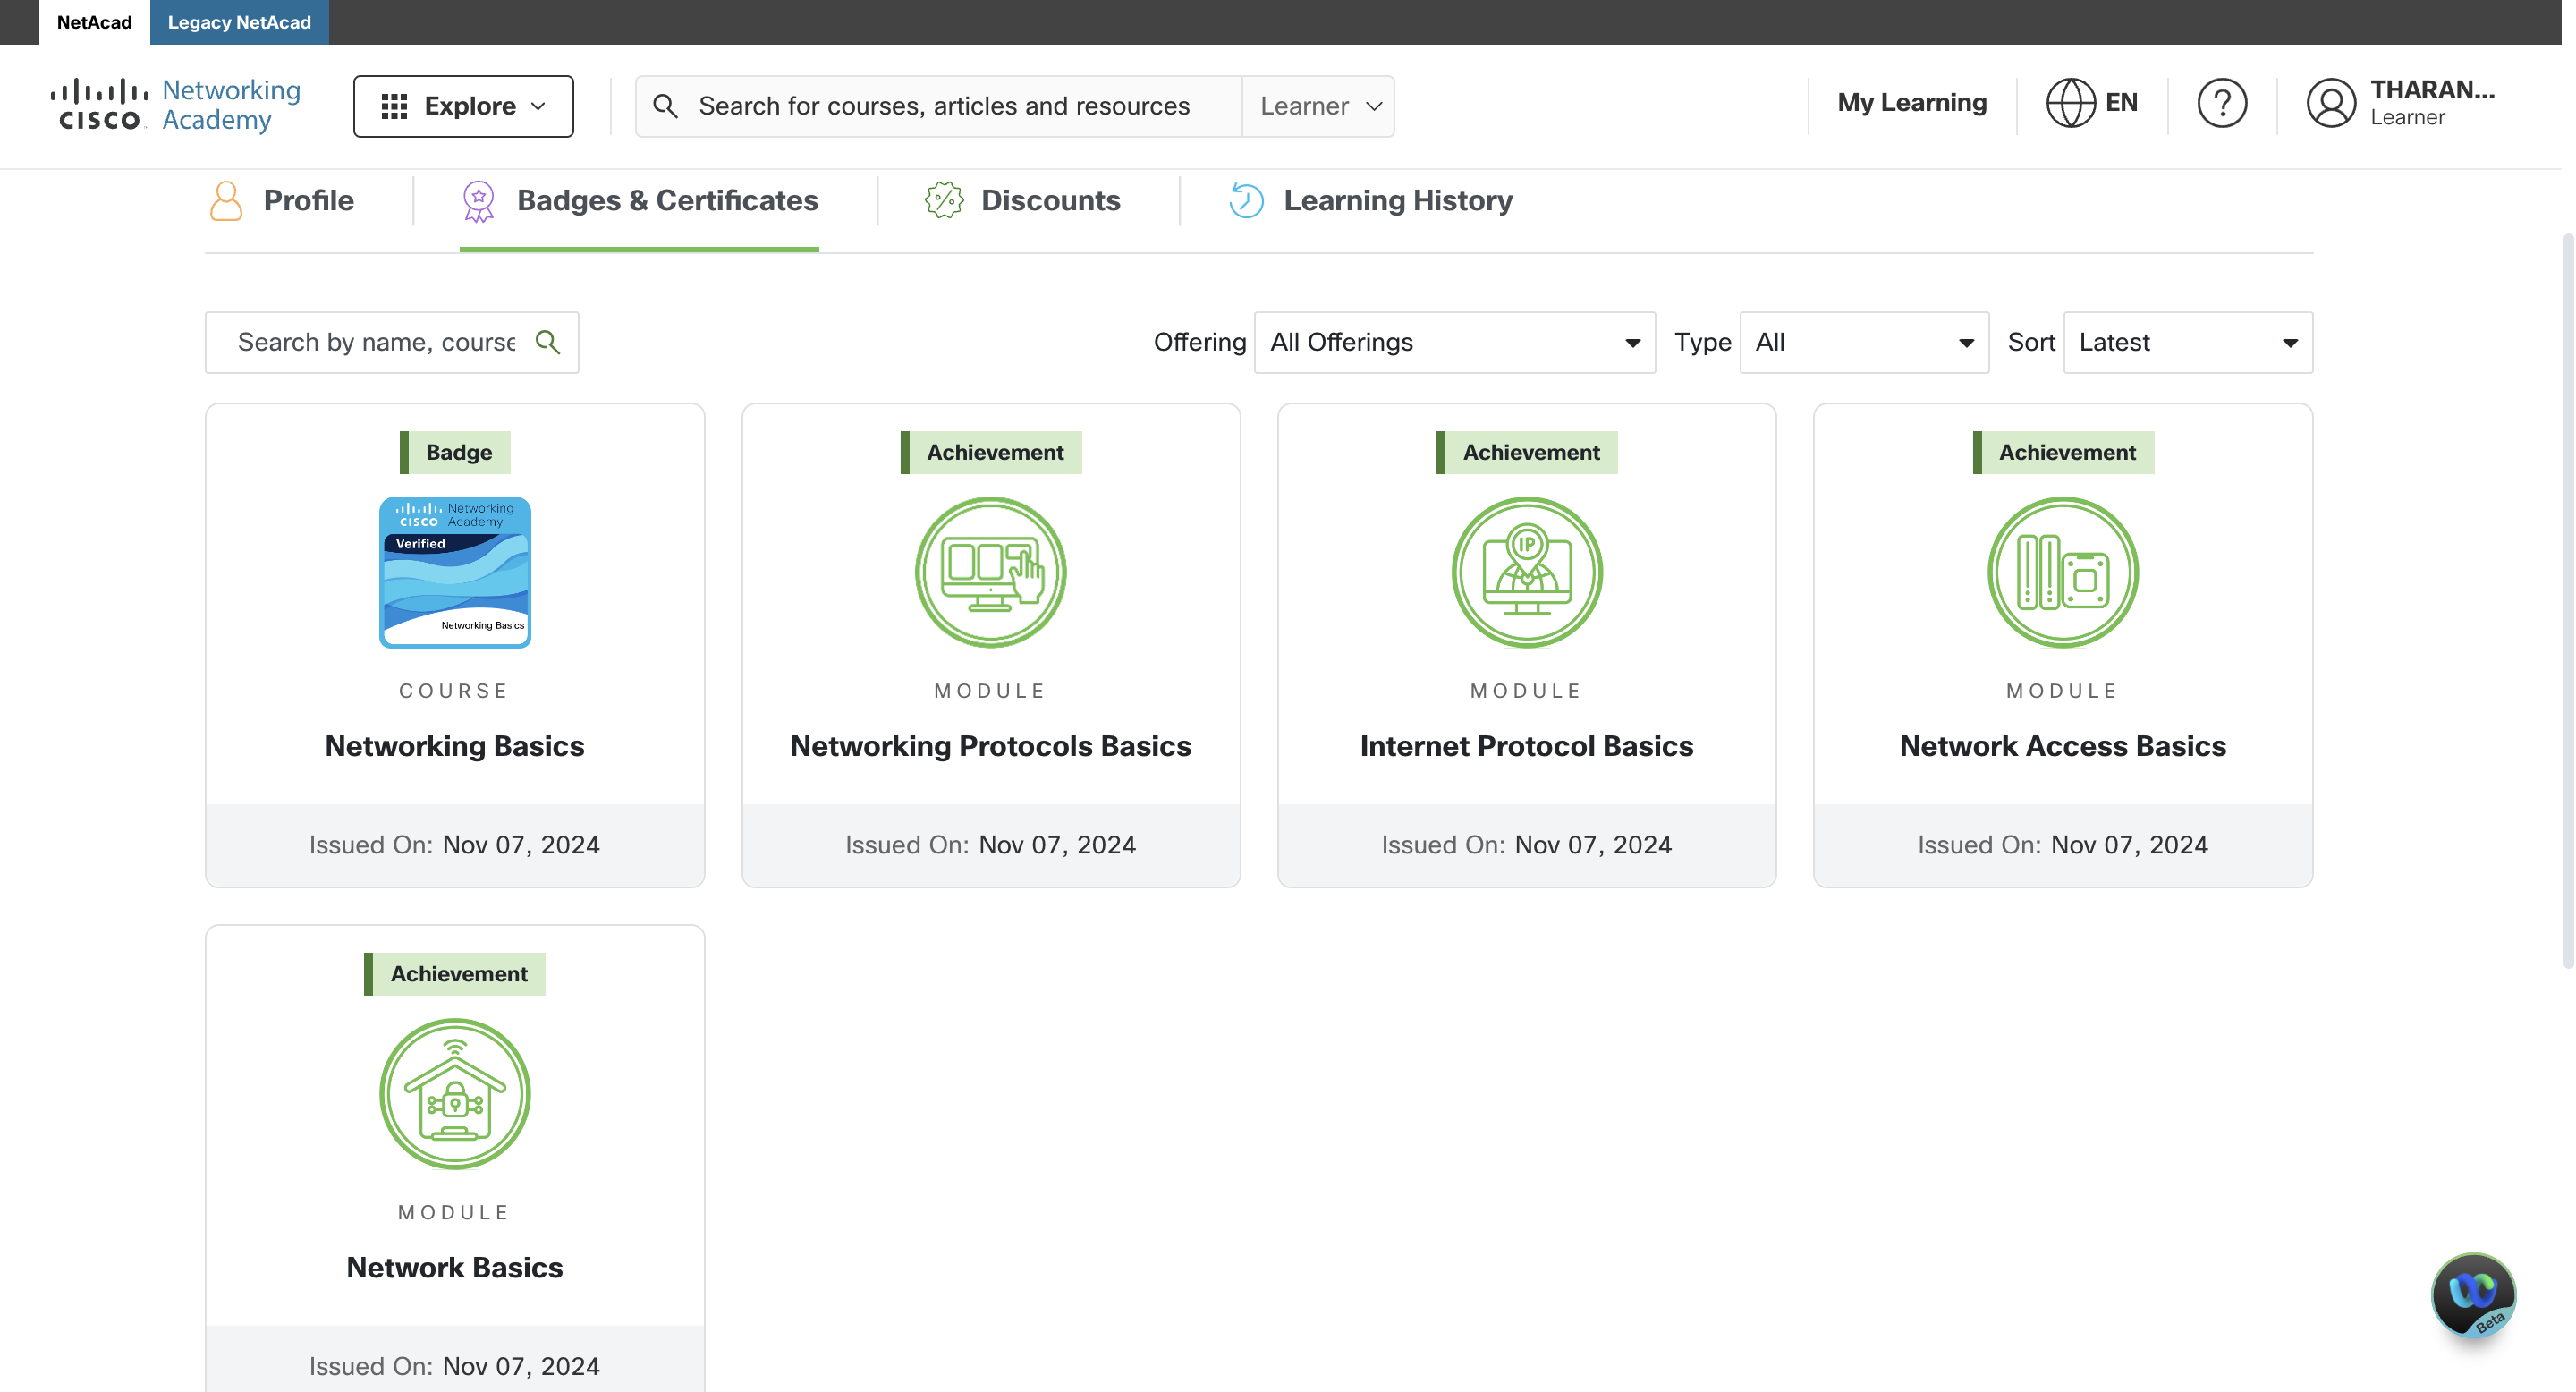 NetAcad Legacy NetAcad
CISCO Networking Academy
Explore
Search for courses, articles and resources
Learner
My Learning
EN
?
THARAN...
Learner
Profile
Badges & Certificates
Discounts
Learning History
Search by name, course
Offering All Offerings
Type All
Sort Latest
Badge
CISCO Networking Academy
Verified
Networking Basics
COURSE
Networking Basics
Issued On: Nov 07, 2024
Achievement
MODULE
Networking Protocols Basics
Issued On: Nov 07, 2024
Achievement
IP
MODULE
Internet Protocol Basics
Issued On: Nov 07, 2024
Achievement
MODULE
Network Access Basics
Issued On: Nov 07, 2024
Achievement
MODULE
Network Basics
Issued On: Nov 07, 2024
Beta